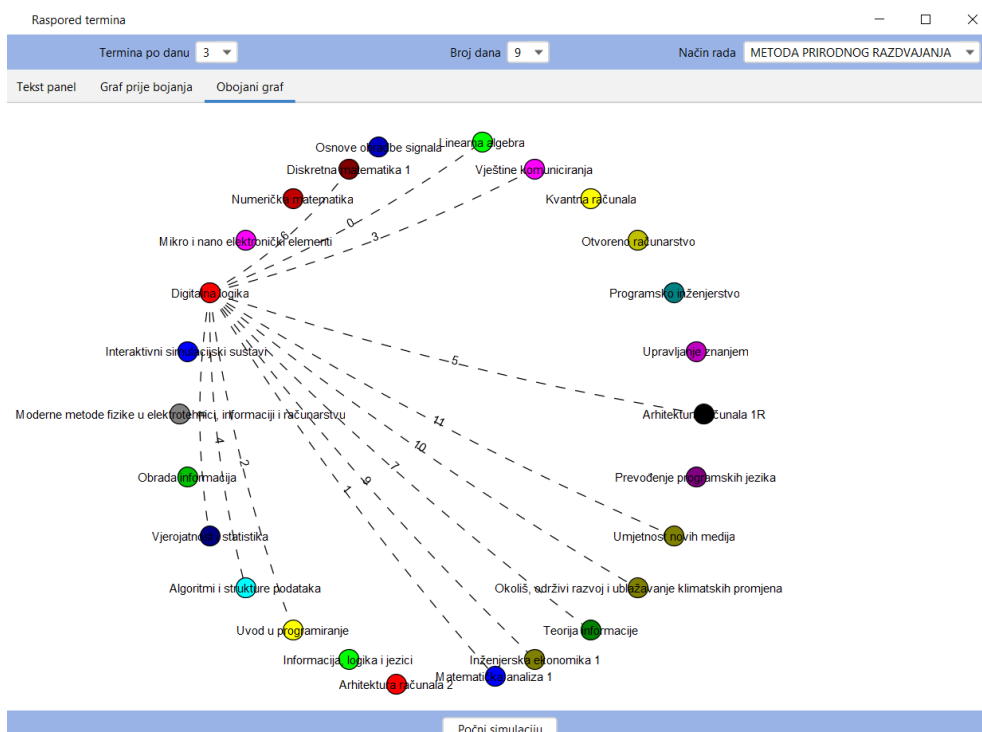 Raspored termina
Termina po danu 3 Broj dana 9 Način rada METODA PRIRODNOG RAZDVAJANJA
Tekst panel Graf prije bojanja Obojani graf
Osnove obradbe signala
Linearna algebra
Diskretna matematika 1
Vještine komuniciranja
Numerička matematika
Kvantna računala
6
0
3
Mikro i nano elektronički elementi
Otvoreno računarstvo
Digitalna logika
Programsko inženjerstvo
Interaktivni simulacijski sustavi
Upravljanje znanjem
5
Moderne metode fizike u elektrotehnici, informaciji i računarstvu
Arhitektura računala 1R
11
4
10
2
7
Obrada informacija
Prevođenje programskih jezika
9
1
Vjerojatnost i statistika
Umjetnost novih medija
Algoritmi i strukture podataka
Okoliš, održivi razvoj i ublažavanje klimatskih promjena
Uvod u programiranje
Teorija informacije
Informacija, logika i jezici
Inženjerska ekonomika 1
Matematička analiza 1
Arhitektura računala 2
Počni simulaciju